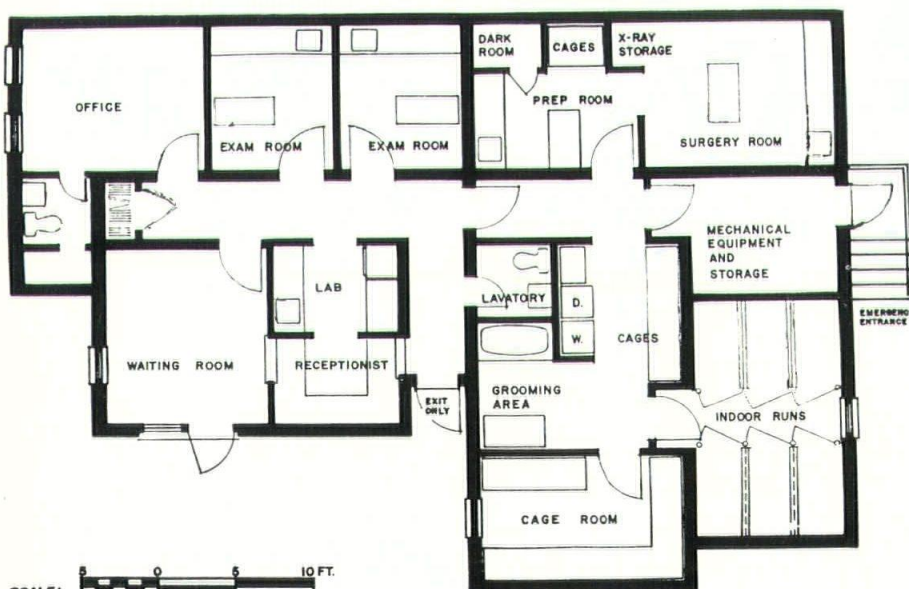 DARK
ROOM
CAGES
X-RAY
STORAGE
OFFICE
PREP ROOM
EXAM ROOM
EXAM ROOM
SURGERY ROOM
MECHANICAL
EQUIPMENT
AND
STORAGE
LAB
LAVATORY
D.
W.
EMERGENC
ENTRANCE
WAITING ROOM
RECEPTIONIST
CAGES
GROOMING
AREA
EXIT
ONLY
INDOOR RUNS
CAGE ROOM
5 0 5 10 FT.